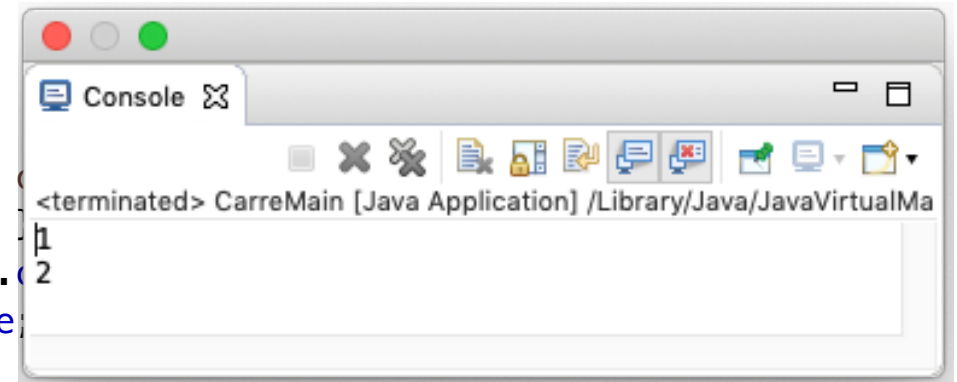 Console
<terminated> CarreMain [Java Application] /Library/Java/JavaVirtualMa
1
2
e;